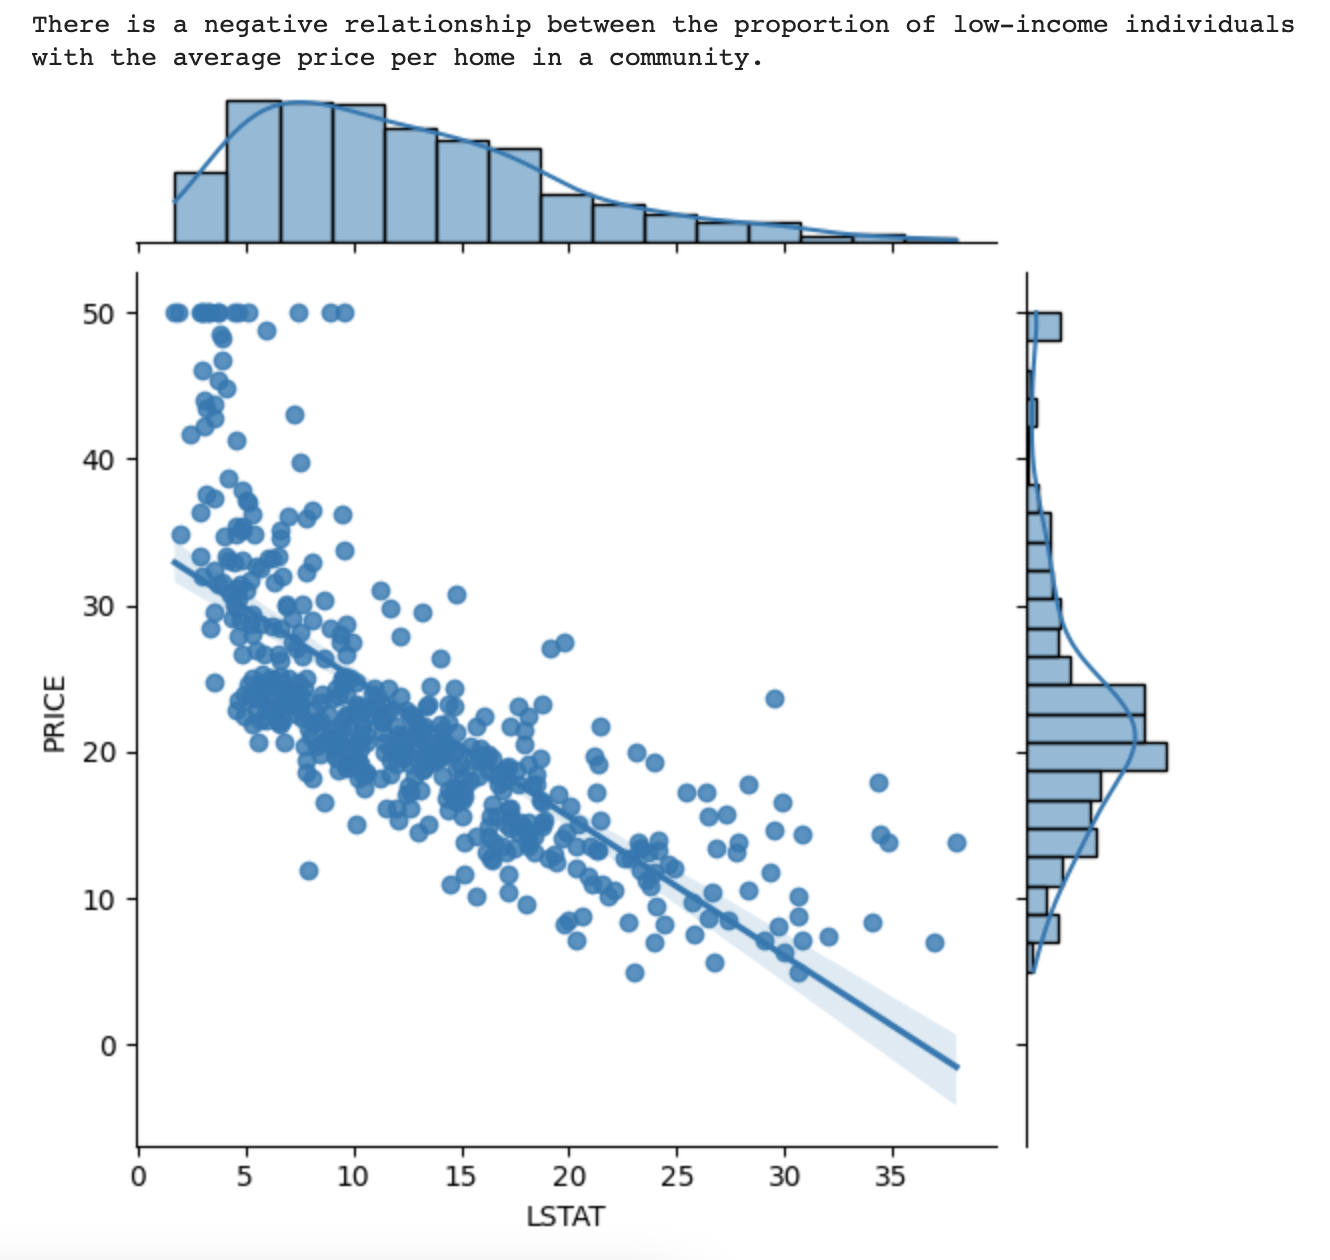 There is a negative relationship between the proportion of low-income individuals
with the average price per home in a community.
50
40
30
20
10
0
PRICE
0 5 10 15 20 25 30 35
LSTAT